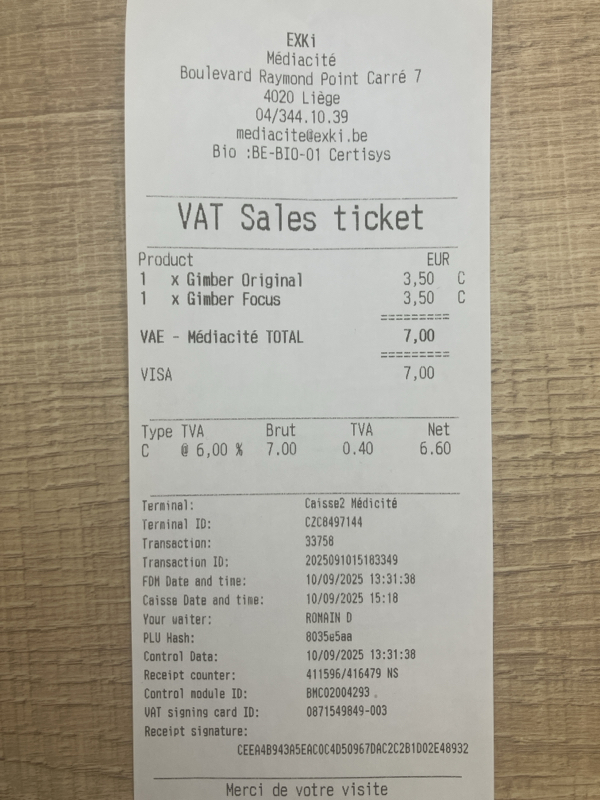 EXKi
Médiacité
Boulevard Raymond Point Carré 7
4020 Liège
04/344.10.39
mediacite@exki.be
Bio :BE-BIO-01 Certisys
VAT Sales ticket
Product EUR
1 x Gimber Original 3,50 C
1 x Gimber Focus 3,50 C
=========
VAE - Médiacité TOTAL 7,00
=========
VISA 7,00
Type TVA Brut TVA Net
C @ 6,00 % 7.00 0.40 6.60
Terminal: Caisse2 Médicité
Terminal ID: CZC8497144
Transaction: 33758
Transaction ID: 2025091015183349
FDM Date and time: 10/09/2025 13:31:38
Caisse Date and time: 10/09/2025 15:18
Your waiter: ROMAIN D
PLU Hash: 8035e5aa
Control Data: 10/09/2025 13:31:38
Receipt counter: 411596/416479 NS
Control module ID: BMC02004293
VAT signing card ID: 0871549849-003
Receipt signature:
CEEA4B943A5EAC0C4D50967DAC2C2B1D02E48932
Merci de votre visite